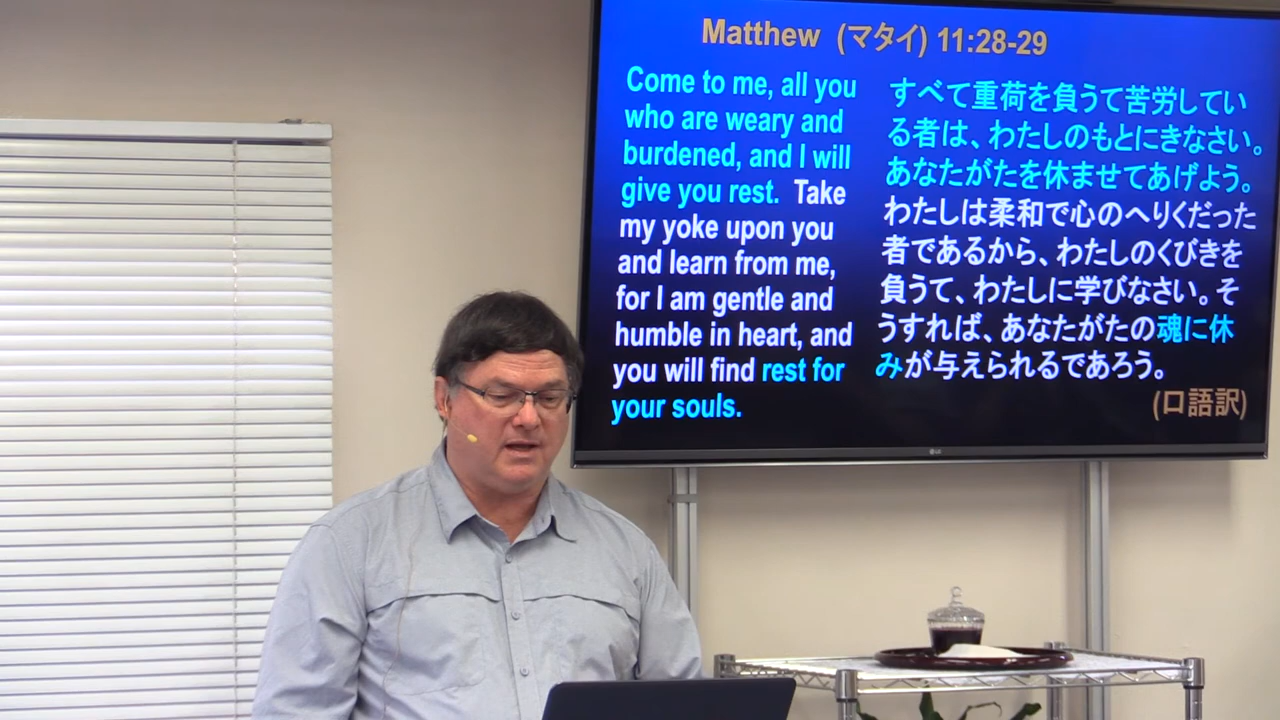 Matthew (マタイ) 11:28-29
Come to me, all you
who are weary and
burdened, and I will
give you rest. Take
my yoke upon you
and learn from me,
for I am gentle and
humble in heart, and
you will find rest for
your souls.
すべて重荷を負うて苦労してい
る者は、わたしのもとにきなさい。
あなたがたを休ませてあげよう。
わたしは柔和で心のへりくだった
者であるから、わたしのくびきを
負うて、わたしに学びなさい。そ
うすれば、あなたがたの魂に休
みが与えられるであろう。
(口語訳)
LG